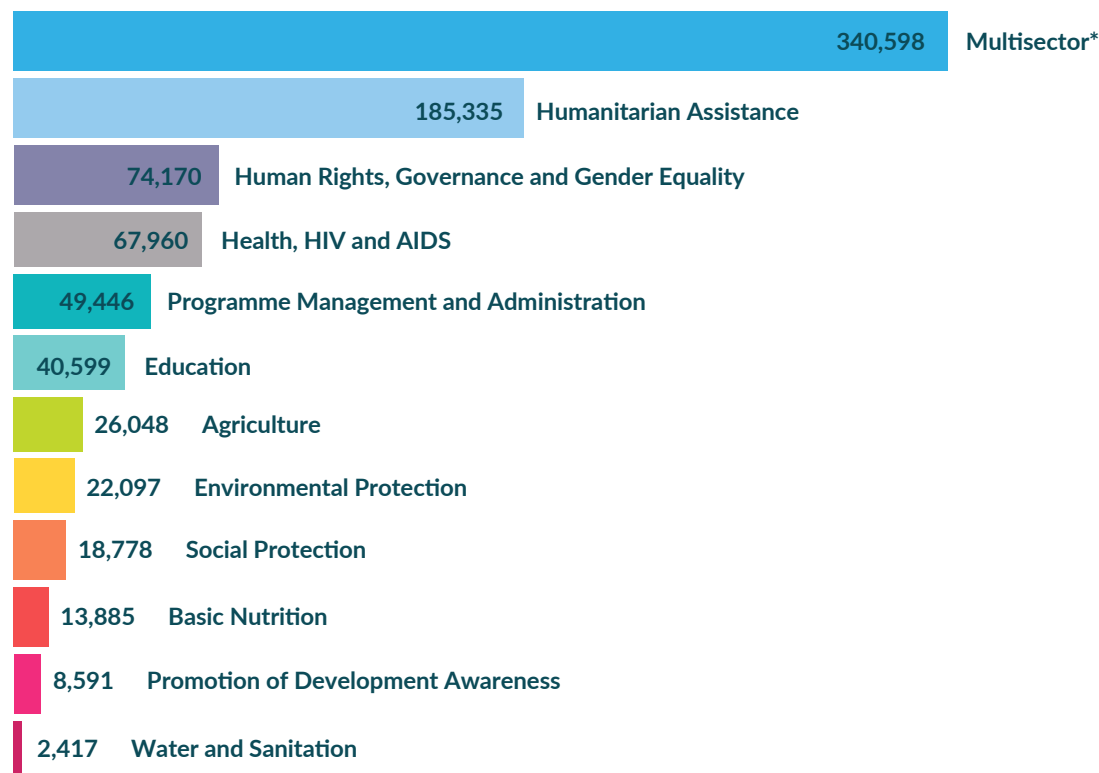 340,598 Multisector*
185,335 Humanitarian Assistance
74,170 Human Rights, Governance and Gender Equality
67,960 Health, HIV and AIDS
49,446 Programme Management and Administration
40,599 Education
26,048 Agriculture
22,097 Environmental Protection
18,778 Social Protection
13,885 Basic Nutrition
8,591 Promotion of Development Awareness
2,417 Water and Sanitation